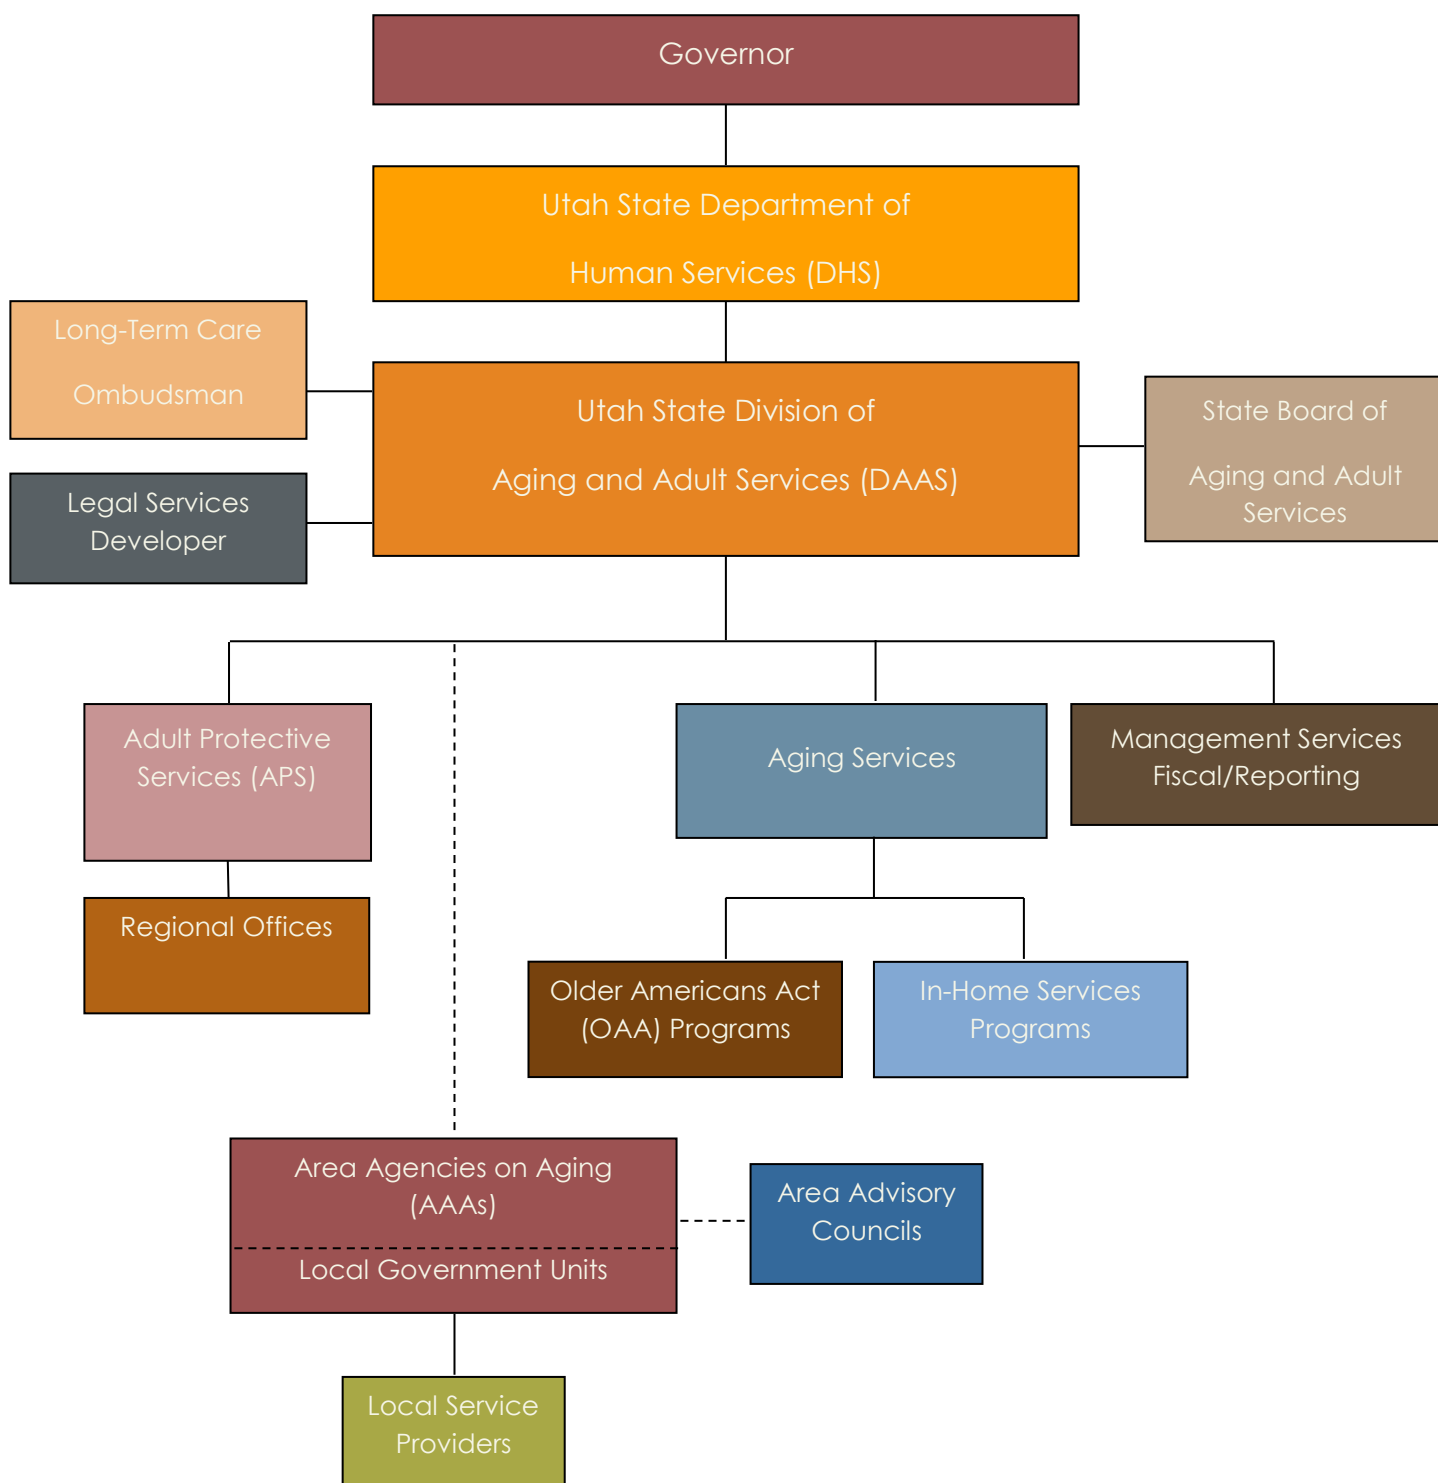 Governor
Utah State Department of
Human Services (DHS)
Long-Term Care
Ombudsman
Utah State Division of
Aging and Adult Services (DAAS)
State Board of
Aging and Adult
Services
Legal Services
Developer
Adult Protective
Services (APS)
Aging Services
Management Services
Fiscal/Reporting
Regional Offices
Older Americans Act
(OAA) Programs
In-Home Services
Programs
Area Agencies on Aging
(AAAs)
Local Government Units
Area Advisory
Councils
Local Service
Providers